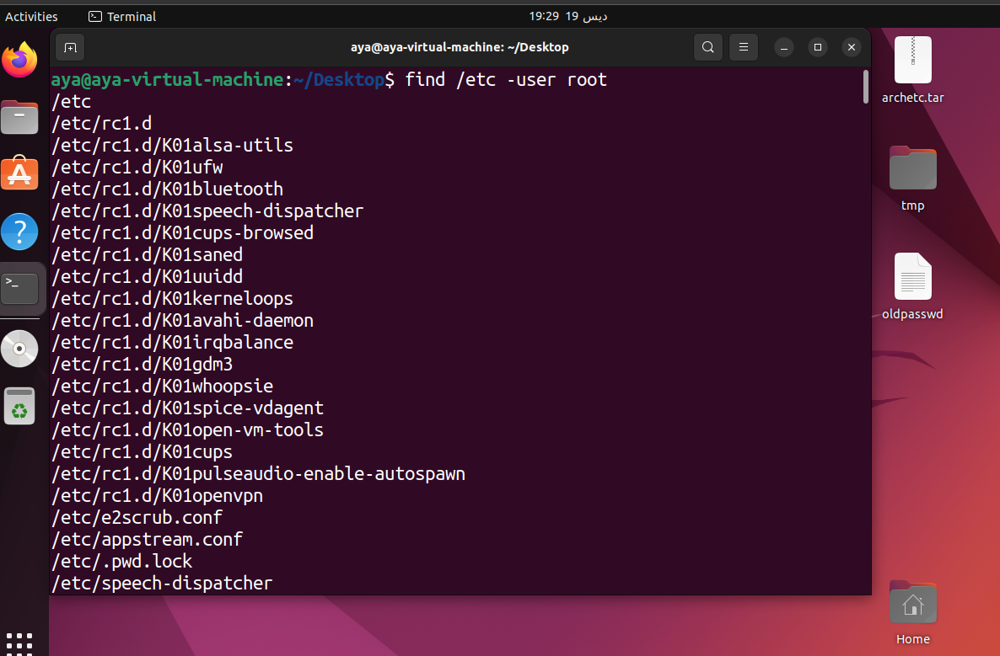 Activities
Terminal
19:29 19 ديس
aya@aya-virtual-machine: ~/Desktop
aya@aya-virtual-machine:~/Desktop$ find /etc -user root
/etc
/etc/rc1.d
/etc/rc1.d/K01alsa-utils
/etc/rc1.d/K01ufw
/etc/rc1.d/K01bluetooth
/etc/rc1.d/K01speech-dispatcher
/etc/rc1.d/K01cups-browsed
/etc/rc1.d/K01saned
/etc/rc1.d/K01uuidd
/etc/rc1.d/K01kerneloops
/etc/rc1.d/K01avahi-daemon
/etc/rc1.d/K01irqbalance
/etc/rc1.d/K01gdm3
/etc/rc1.d/K01whoopsie
/etc/rc1.d/K01spice-vdagent
/etc/rc1.d/K01open-vm-tools
/etc/rc1.d/K01cups
/etc/rc1.d/K01pulseaudio-enable-autospawn
/etc/rc1.d/K01openvpn
/etc/e2scrub.conf
/etc/appstream.conf
/etc/.pwd.lock
/etc/speech-dispatcher
archetc.tar
tmp
oldpasswd
Home